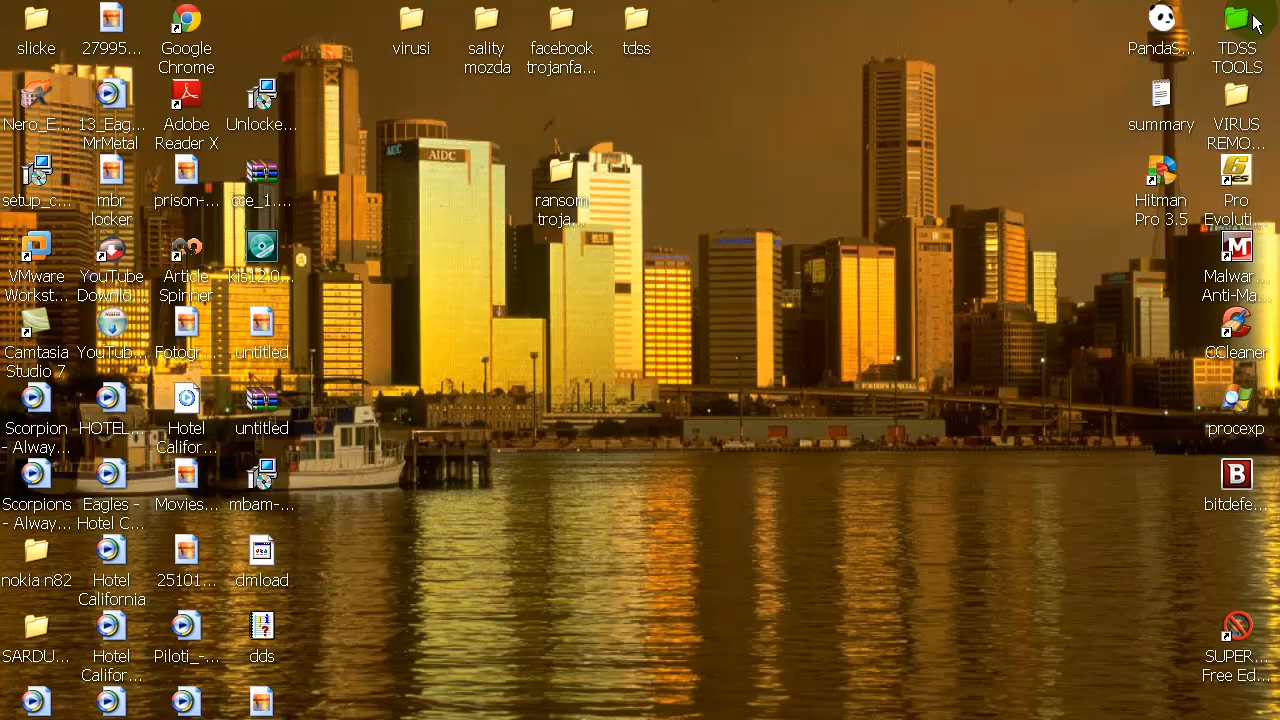 slicke
27995...
Google
Chrome
virusi
sality
mozda
facebook
trojanfa...
tdss
PandaS...
TDSS
TOOLS
Nero_E...
13_Eag...
MrMetal
Adobe
Reader X
Unlocke...
summary
VIRUS
REMO...
AIDC
setup_c...
mbr
locker
prison-...
cce_1....
ransom
troja...
Hitman
Pro 3.5
Pro
Evoluti...
VMware
Workst...
YouTube
Downlo...
Article
Spinner
kis12.0...
Malwar...
Anti-Ma...
Camtasia
Studio 7
YouTub...
Fotogr...
untitled
CCleaner
Scorpion
- Alway...
HOTEL...
Hotel
Califor...
untitled
procexp
Scorpions
- Alway...
Eagles -
Hotel C...
Movies...
mbam-...
bitdefe...
nokia n82
Hotel
California
25101...
dmload
SARDU...
Hotel
Califor...
Piloti_-...
dds
SUPER...
Free Ed...